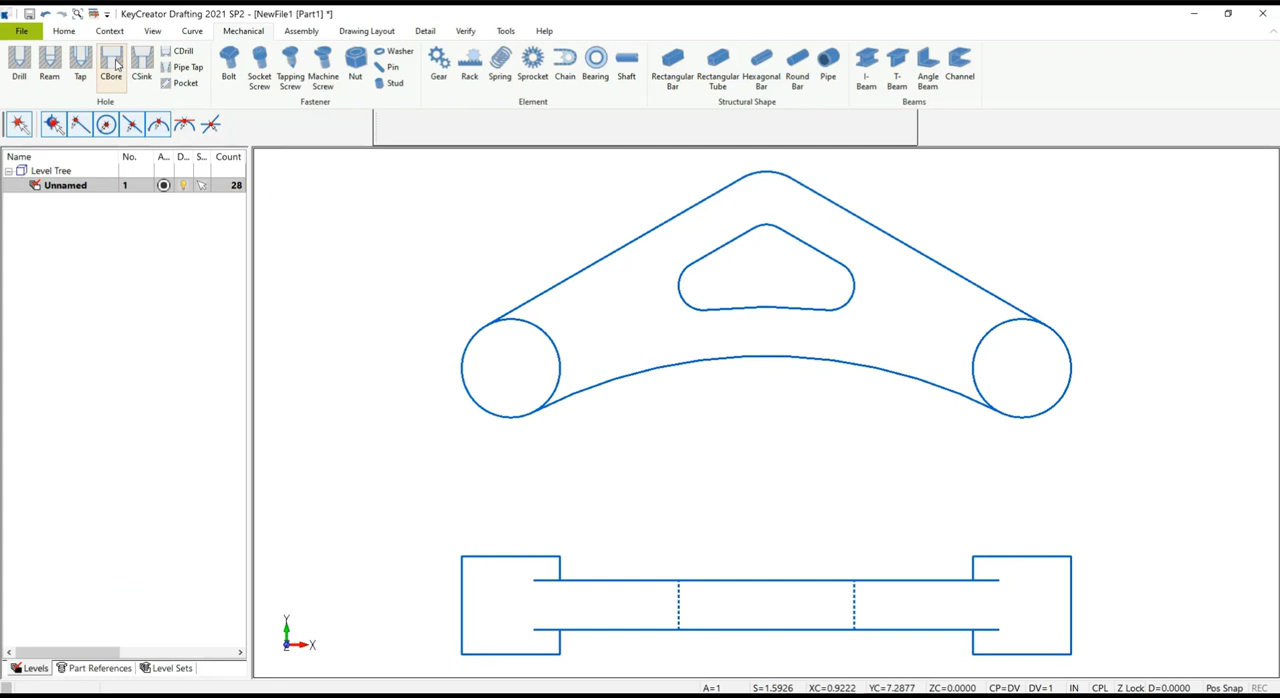 KeyCreator Drafting 2021 SP2 - [NewFile1 [Part1] *]
File Home Context View Curve Mechanical Assembly Drawing Layout Detail Verify Tools Help
Drill Ream Tap CBore CSink CDrill Pipe Tap Pocket
Hole
Bolt Socket Screw Tapping Screw Machine Screw Nut Washer Pin Stud
Fastener
Gear Rack Spring Sprocket Chain Bearing Shaft
Element
Rectangular Bar Rectangular Tube Hexagonal Bar Round Bar Pipe
Structural Shape
I-Beam T-Beam Angle Beam Channel
Beams
Name No. A... D... S... Count
Level Tree
Unnamed 1 28
Y
Z X
Levels Part References Level Sets
A=1 S=1.5926 XC=0.9222 YC=7.2877 ZC=0.0000 CP=DV DV=1 IN CPL Z Lock D=0.0000 Pos Snap REC